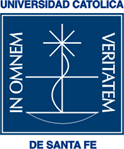 UNIVERSIDAD CATOLICA
IN OMNEM
VERITATEM
DE SANTA FE